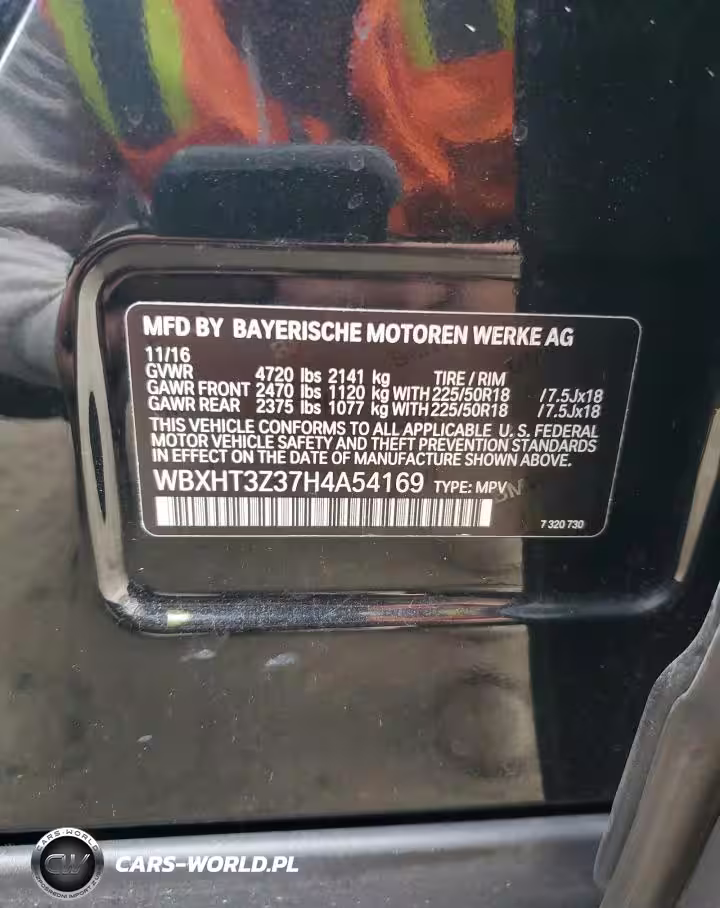 MFD BY BAYERISCHE MOTOREN WERKE AG
11/16
GVWR 4720 lbs 2141 kg TIRE / RIM
GAWR FRONT 2470 lbs 1120 kg WITH 225/50R18 /7.5Jx18
GAWR REAR 2375 lbs 1077 kg WITH 225/50R18 /7.5Jx18
THIS VEHICLE CONFORMS TO ALL APPLICABLE U. S. FEDERAL
MOTOR VEHICLE SAFETY AND THEFT PREVENTION STANDARDS
IN EFFECT ON THE DATE OF MANUFACTURE SHOWN ABOVE.
WBXHT3Z37H4A54169 TYPE: MPV
7 320 730
CARS-WORLD
CW
CARS-WORLD.PL